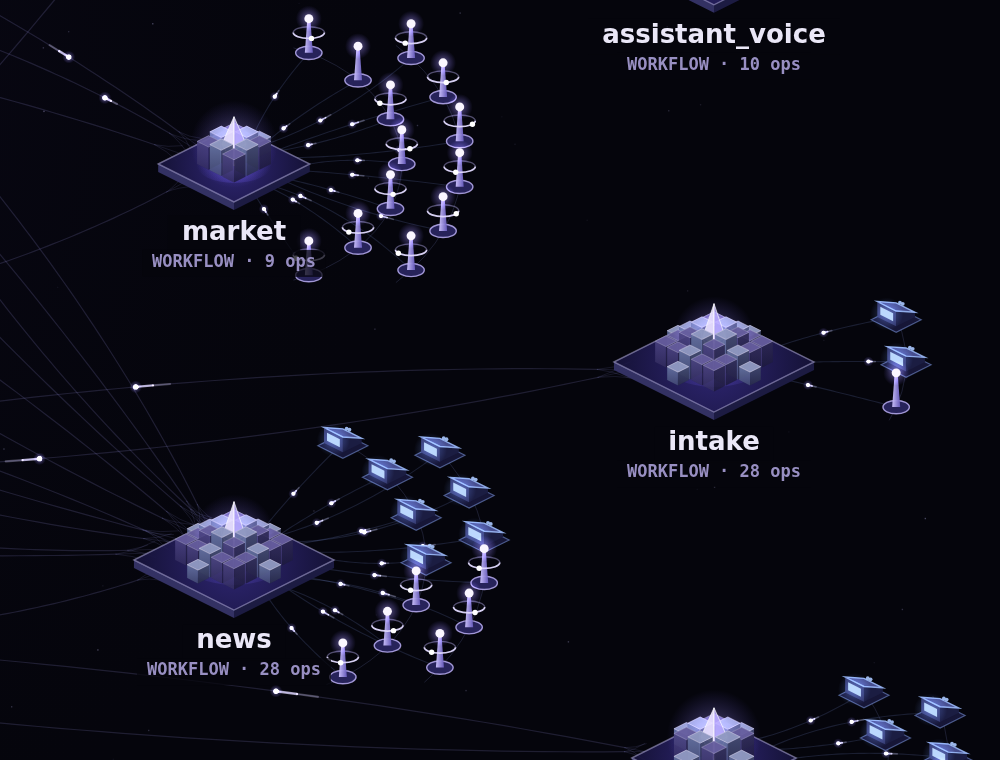 assistant_voice
WORKFLOW · 10 ops
market
WORKFLOW · 9 ops
intake
WORKFLOW · 28 ops
news
WORKFLOW · 28 ops